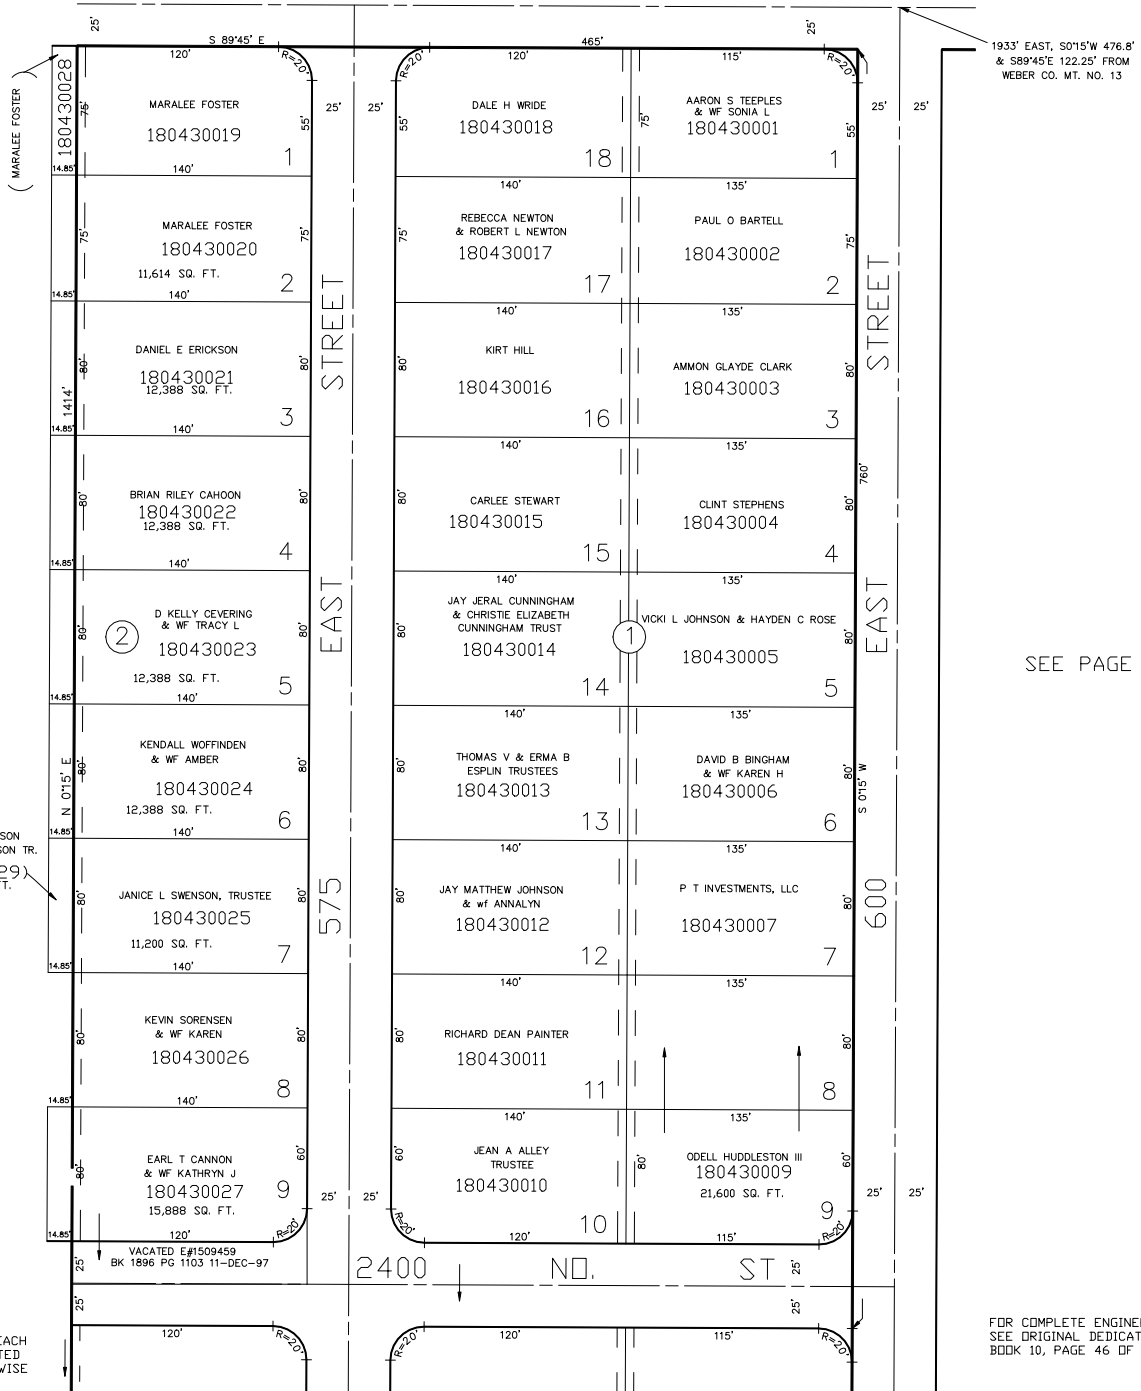 25'
25'
S 89°45' E
120'
R=20'
R=20'
465'
120'
115'
R=20'
1933' EAST, S0°15'W 476.8'
& S89°45'E 122.25' FROM
WEBER CO. MT. NO. 13
(MARALEE FOSTER)
180430028
75'
MARALEE FOSTER
180430019
55'
1
25'
25'
55'
DALE H WRIDE
180430018
18
75'
AARON S TEEPLES
& WF SONIA L
180430001
55'
1
25'
25'
14.85'
140'
140'
135'
75'
MARALEE FOSTER
180430020
11,614 SQ. FT.
75'
2
75'
REBECCA NEWTON
& ROBERT L NEWTON
180430017
17
PAUL O BARTELL
180430002
75'
2
14.85'
140'
140'
135'
STREET
STREET
80'
1414'
DANIEL E ERICKSON
180430021
12,388 SQ. FT.
80'
3
80'
KIRT HILL
180430016
16
AMMON GLAYDE CLARK
180430003
80'
3
14.85'
140'
140'
135'
760'
80'
BRIAN RILEY CAHOON
180430022
12,388 SQ. FT.
80'
4
80'
CARLEE STEWART
180430015
15
CLINT STEPHENS
180430004
80'
4
14.85'
140'
140'
135'
EAST
EAST
80'
2
D KELLY CEVERING
& WF TRACY L
180430023
12,388 SQ. FT.
80'
5
80'
JAY JERAL CUNNINGHAM
& CHRISTIE ELIZABETH
CUNNINGHAM TRUST
180430014
14
1
VICKI L JOHNSON & HAYDEN C ROSE
180430005
80'
5
SEE PAGE
14.85'
140'
140'
135'
N 0°15' E
80'
KENDALL WOFFINDEN
& WF AMBER
180430024
12,388 SQ. FT.
80'
6
80'
THOMAS V & ERMA B
ESPLIN TRUSTEES
180430013
13
DAVID B BINGHAM
& WF KAREN H
180430006
80'
S 0°15' W
6
14.85'
140'
140'
135'
SON
SON TR.
29)
T.
80'
JANICE L SWENSON, TRUSTEE
180430025
11,200 SQ. FT.
80'
7
575
80'
JAY MATTHEW JOHNSON
& wf ANNALYN
180430012
12
P T INVESTMENTS, LLC
180430007
80'
7
600
14.85'
140'
140'
135'
80'
KEVIN SORENSEN
& WF KAREN
180430026
80'
8
80'
RICHARD DEAN PAINTER
180430011
11
80'
8
14.85'
140'
140'
135'
80'
EARL T CANNON
& WF KATHRYN J
180430027
15,888 SQ. FT.
60'
9
25'
25'
60'
JEAN A ALLEY
TRUSTEE
180430010
10
80'
ODELL HUDDLESTON III
180430009
21,600 SQ. FT.
60'
9
25'
25'
14.85'
120'
R=20'
R=20'
120'
115'
R=20'
VACATED E#1509459
BK 1896 PG 1103 11-DEC-97
25'
2400 NO. ST
25'
25'
25'
120'
R=20'
R=20'
120'
115'
R=20'
EACH
TED
WISE
FOR COMPLETE ENGINE
SEE ORIGINAL DEDICAT
BOOK 10, PAGE 46 OF